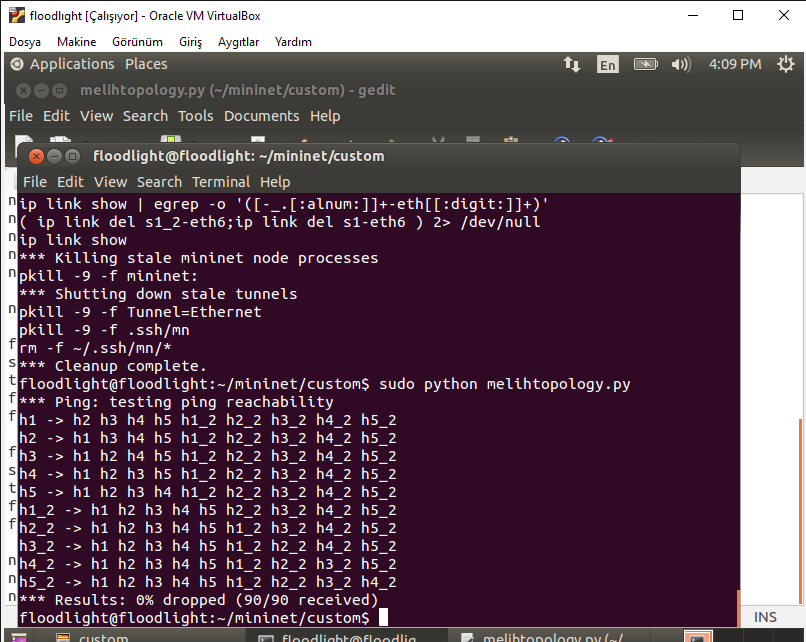 floodlight [Çalışıyor] - Oracle VM VirtualBox
Dosya Makine Görünüm Giriş Aygıtlar Yardım
Applications Places En 4:09 PM
melihtopology.py (~/mininet/custom) - gedit
File Edit View Search Tools Documents Help
floodlight@floodlight: ~/mininet/custom
File Edit View Search Terminal Help
ip link show | egrep -o '([-_.[:alnum:]]+-eth[[:digit:]]+)'
( ip link del s1_2-eth6;ip link del s1-eth6 ) 2> /dev/null
ip link show
*** Killing stale mininet node processes
pkill -9 -f mininet:
*** Shutting down stale tunnels
pkill -9 -f Tunnel=Ethernet
pkill -9 -f .ssh/mn
rm -f ~/.ssh/mn/*
*** Cleanup complete.
floodlight@floodlight:~/mininet/custom$ sudo python melihtopology.py
*** Ping: testing ping reachability
h1 -> h2 h3 h4 h5 h1_2 h2_2 h3_2 h4_2 h5_2
h2 -> h1 h3 h4 h5 h1_2 h2_2 h3_2 h4_2 h5_2
h3 -> h1 h2 h4 h5 h1_2 h2_2 h3_2 h4_2 h5_2
h4 -> h1 h2 h3 h5 h1_2 h2_2 h3_2 h4_2 h5_2
h5 -> h1 h2 h3 h4 h1_2 h2_2 h3_2 h4_2 h5_2
h1_2 -> h1 h2 h3 h4 h5 h2_2 h3_2 h4_2 h5_2
h2_2 -> h1 h2 h3 h4 h5 h1_2 h3_2 h4_2 h5_2
h3_2 -> h1 h2 h3 h4 h5 h1_2 h2_2 h4_2 h5_2
h4_2 -> h1 h2 h3 h4 h5 h1_2 h2_2 h3_2 h5_2
h5_2 -> h1 h2 h3 h4 h5 h1_2 h2_2 h3_2 h4_2
*** Results: 0% dropped (90/90 received)
floodlight@floodlight:~/mininet/custom$
INS
custom floodlight@floodlig... melihtopology.py (~/...